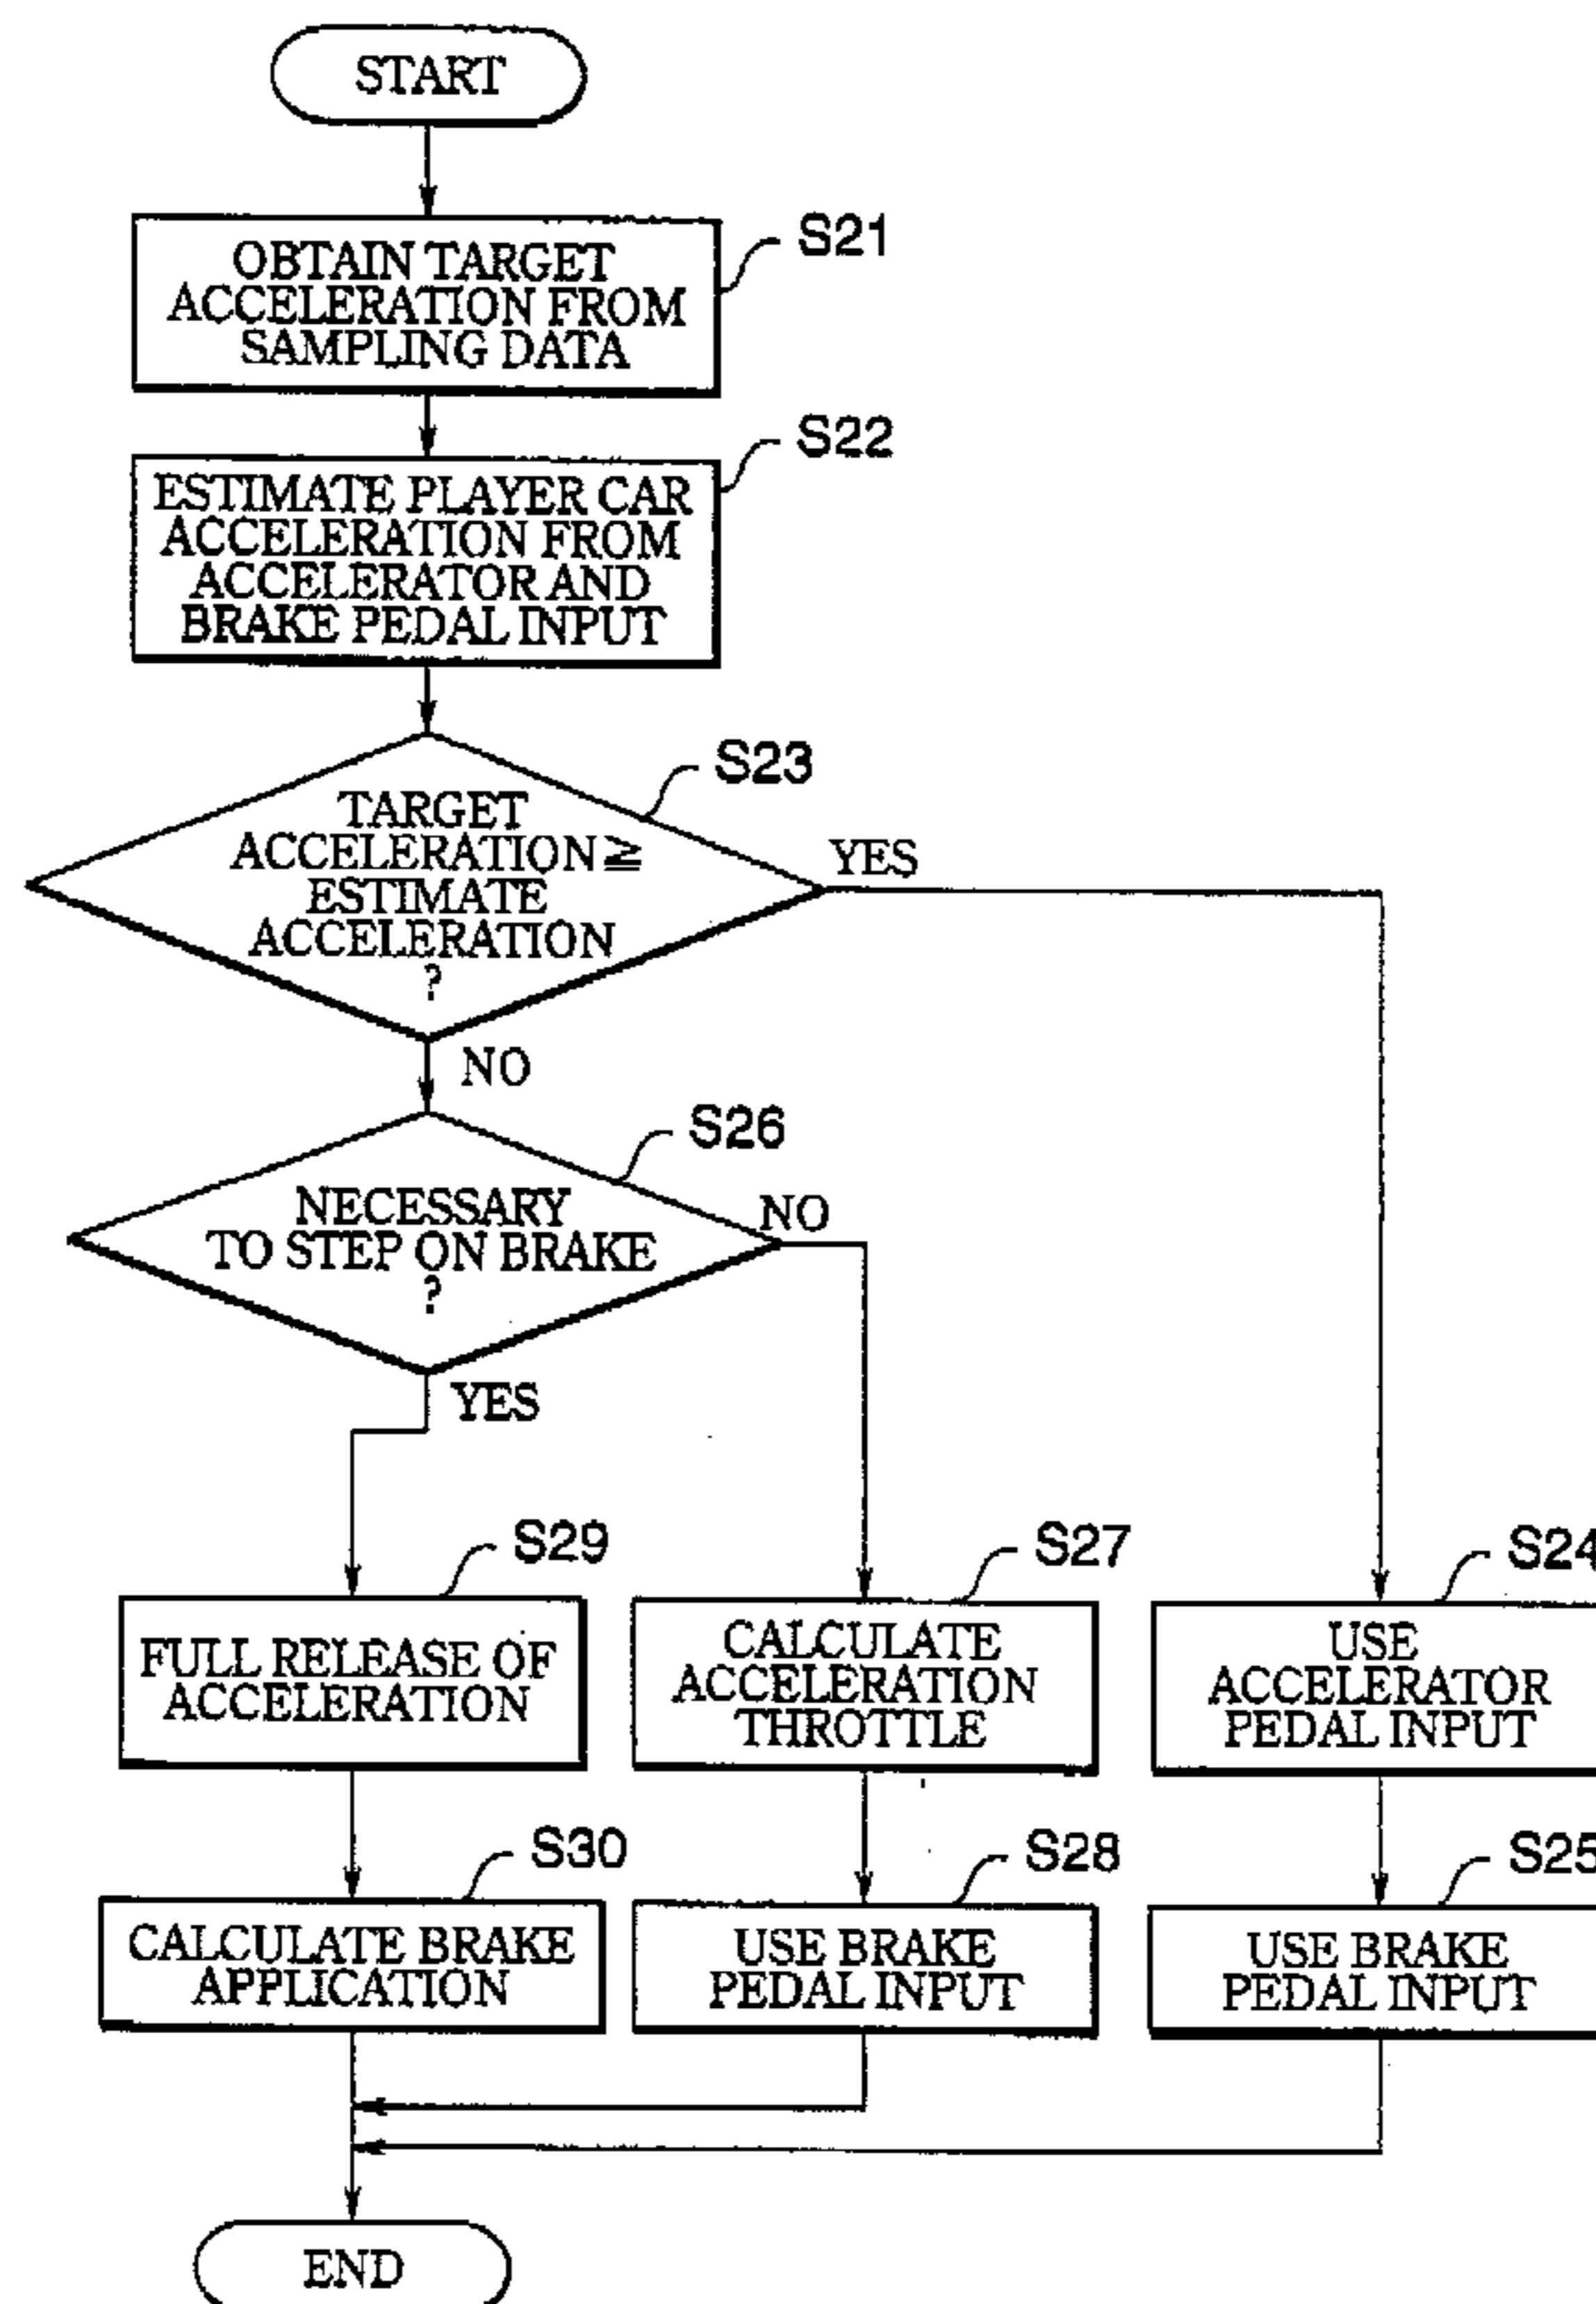 START
OBTAIN TARGET
ACCELERATION FROM
SAMPLING DATA
S21
ESTIMATE PLAYER CAR
ACCELERATION FROM
ACCELERATOR AND
BRAKE PEDAL INPUT
S22
TARGET
ACCELERATION ≧
ESTIMATE
ACCELERATION
?
S23
YES
NO
NECESSARY
TO STEP ON BRAKE
?
S26
NO
YES
S29
FULL RELEASE OF
ACCELERATION
S27
CALCULATE
ACCELERATION
THROTTLE
S24
USE
ACCELERATOR
PEDAL INPUT
S30
CALCULATE BRAKE
APPLICATION
S28
USE BRAKE
PEDAL INPUT
S25
USE BRAKE
PEDAL INPUT
END